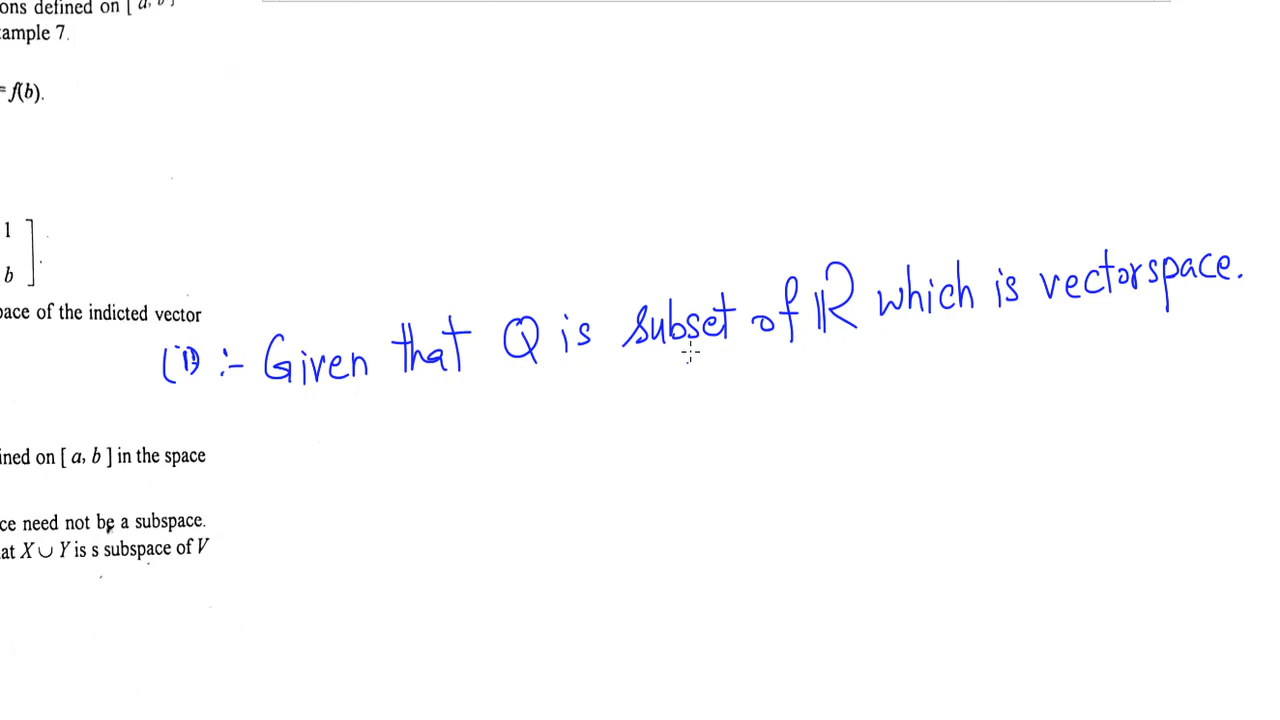 ons defined on [ a, b ]
ample 7.
= f(b).
1
b
pace of the indicted vector
(i) :- Given that Q is subset of ℝ which is vectorspace.
ined on [ a, b ] in the space
ce need not be a subspace.
at X ∪ Y is s subspace of V